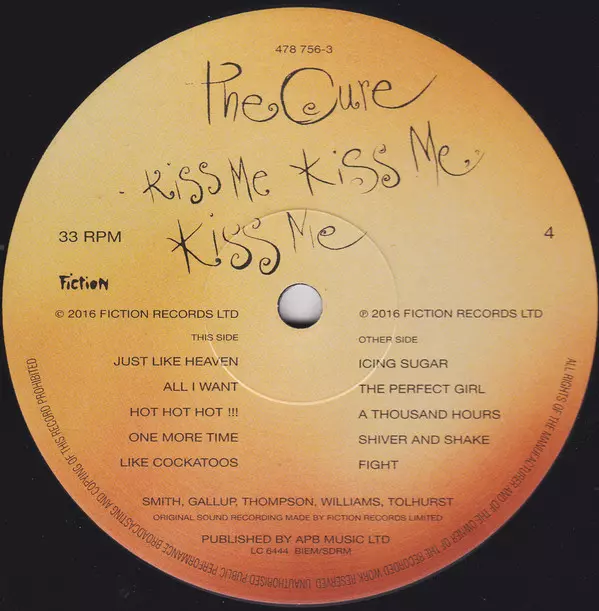 478 756-3
The Cure
Kiss Me Kiss Me
Kiss Me
33 RPM
4
Fiction
© 2016 FICTION RECORDS LTD
℗ 2016 FICTION RECORDS LTD
THIS SIDE
JUST LIKE HEAVEN
ALL I WANT
HOT HOT HOT !!!
ONE MORE TIME
LIKE COCKATOOS
OTHER SIDE
ICING SUGAR
THE PERFECT GIRL
A THOUSAND HOURS
SHIVER AND SHAKE
FIGHT
SMITH, GALLUP, THOMPSON, WILLIAMS, TOLHURST
ORIGINAL SOUND RECORDING MADE BY FICTION RECORDS LIMITED
PUBLISHED BY APB MUSIC LTD
LC 6444 BIEM/SDRM
ALL RIGHTS OF THE MANUFACTURER AND OF THE OWNER OF THE RECORDED WORK RESERVED. UNAUTHORISED PUBLIC PERFORMANCE BROADCASTING AND COPYING OF THIS RECORD PROHIBITED